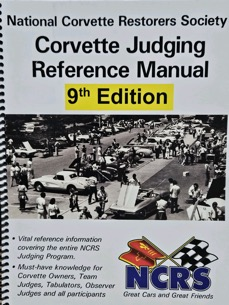 National Corvette Restorers Society
Corvette Judging
Reference Manual
9th Edition
• Vital reference information
covering the entire NCRS
Judging Program.
• Must-have knowledge for
Corvette Owners, Team
Judges, Tabulators, Observer
Judges and all participants
NCRS
Great Cars and Great Friends